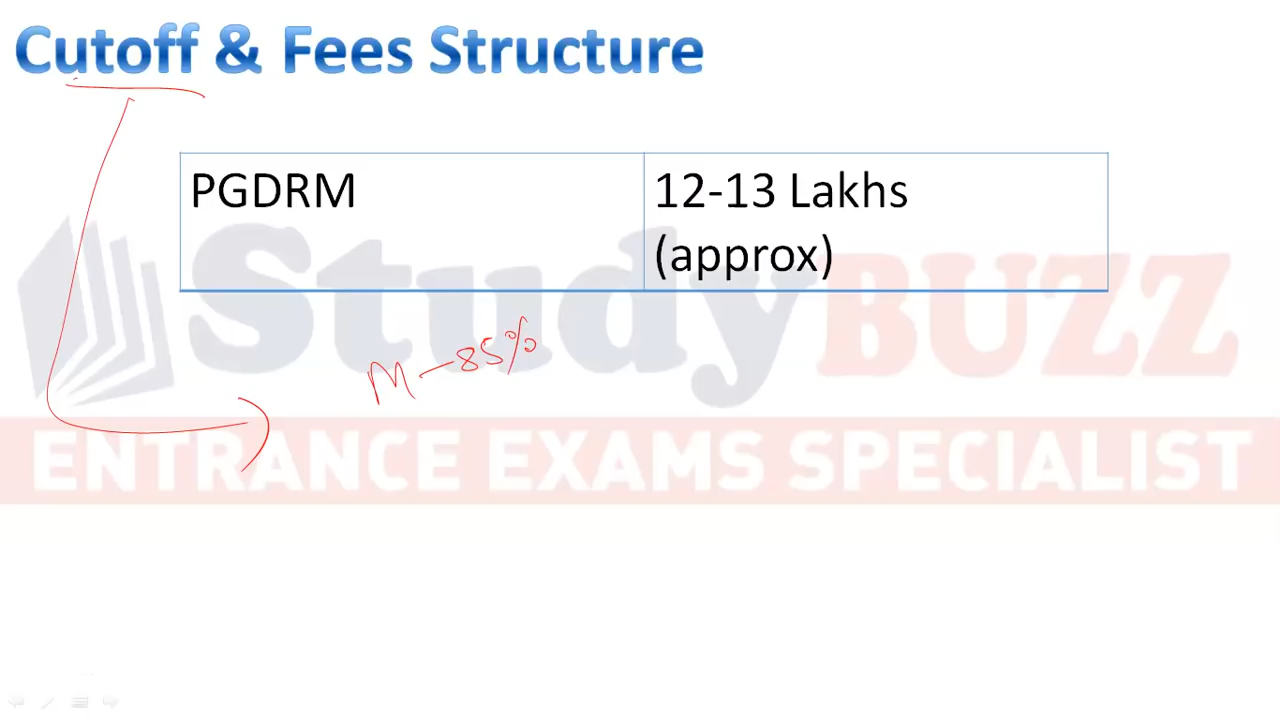 Cutoff & Fees Structure
PGDRM
12-13 Lakhs
(approx)
M - 85%
StudyBUZZ
ENTRANCE EXAMS SPECIALIST